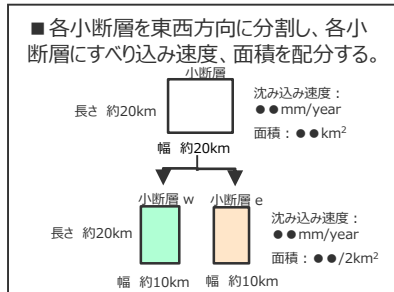 ■各小断層を東西方向に分割し、各小
断層にすべり込み速度、面積を配分する。
小断層
長さ 約20km
沈み込み速度：
●●mm/year
面積：●●km²
幅 約20km
小断層 w
小断層 e
長さ 約20km
沈み込み速度：
●●mm/year
面積：●●/2km²
幅 約10km
幅 約10km